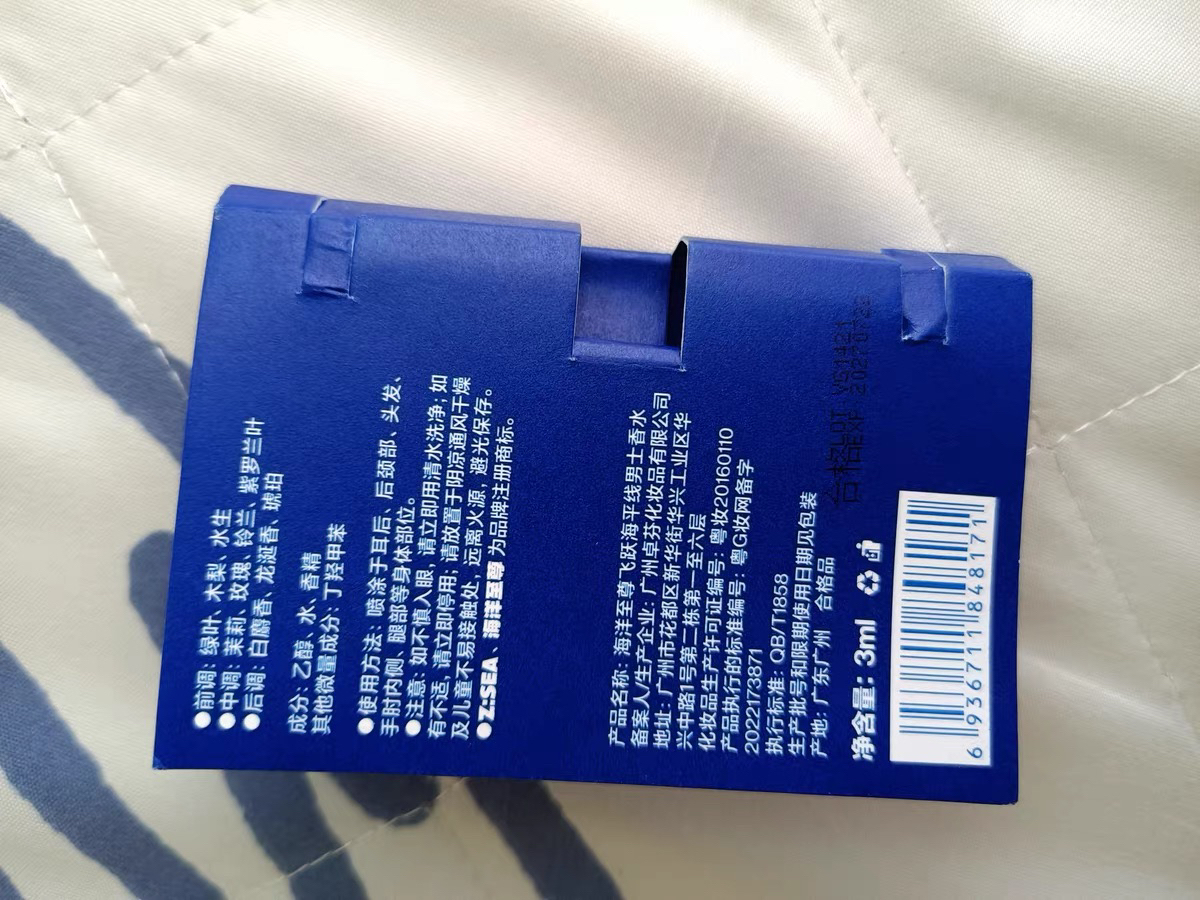 ●前调：绿叶、木梨、水生
●中调：茉莉、玫瑰、铃兰、紫罗兰叶
●后调：白麝香、龙涎香、琥珀
成分：乙醇、水、香精
其他微量成分：丁羟甲苯
●使用方法：喷涂于耳后、后颈部、头发、
手肘内侧、腿部等身体部位。
●注意：如不慎入眼，请立即用清水洗净；如
有不适，请立即停用；请放置于阴凉通风干燥
及儿童不易接触处，远离火源，避光保存。
●Z:SEA、海洋至尊为品牌注册商标。
产品名称：海洋至尊飞跃海平线男士香水
备案人/生产企业：广州卓芬化妆品有限公司
地址：广州市花都区新华街华兴工业区华
兴中路1号第二栋第一至六层
化妆品生产许可证编号：粤妆20160110
产品执行的标准编号：粤G妆网备字
2022173871
执行标准：QB/T1858
生产批号和限期使用日期见包装
产地：广东广州 合格品
净含量：3ml
合格 LOT
EXP
6936711848171